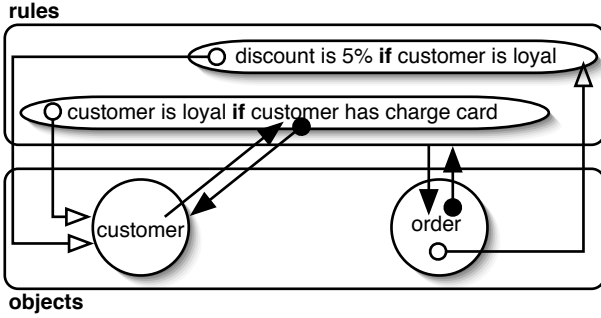 rules
discount is 5% if customer is loyal
customer is loyal if customer has charge card
customer
order
objects